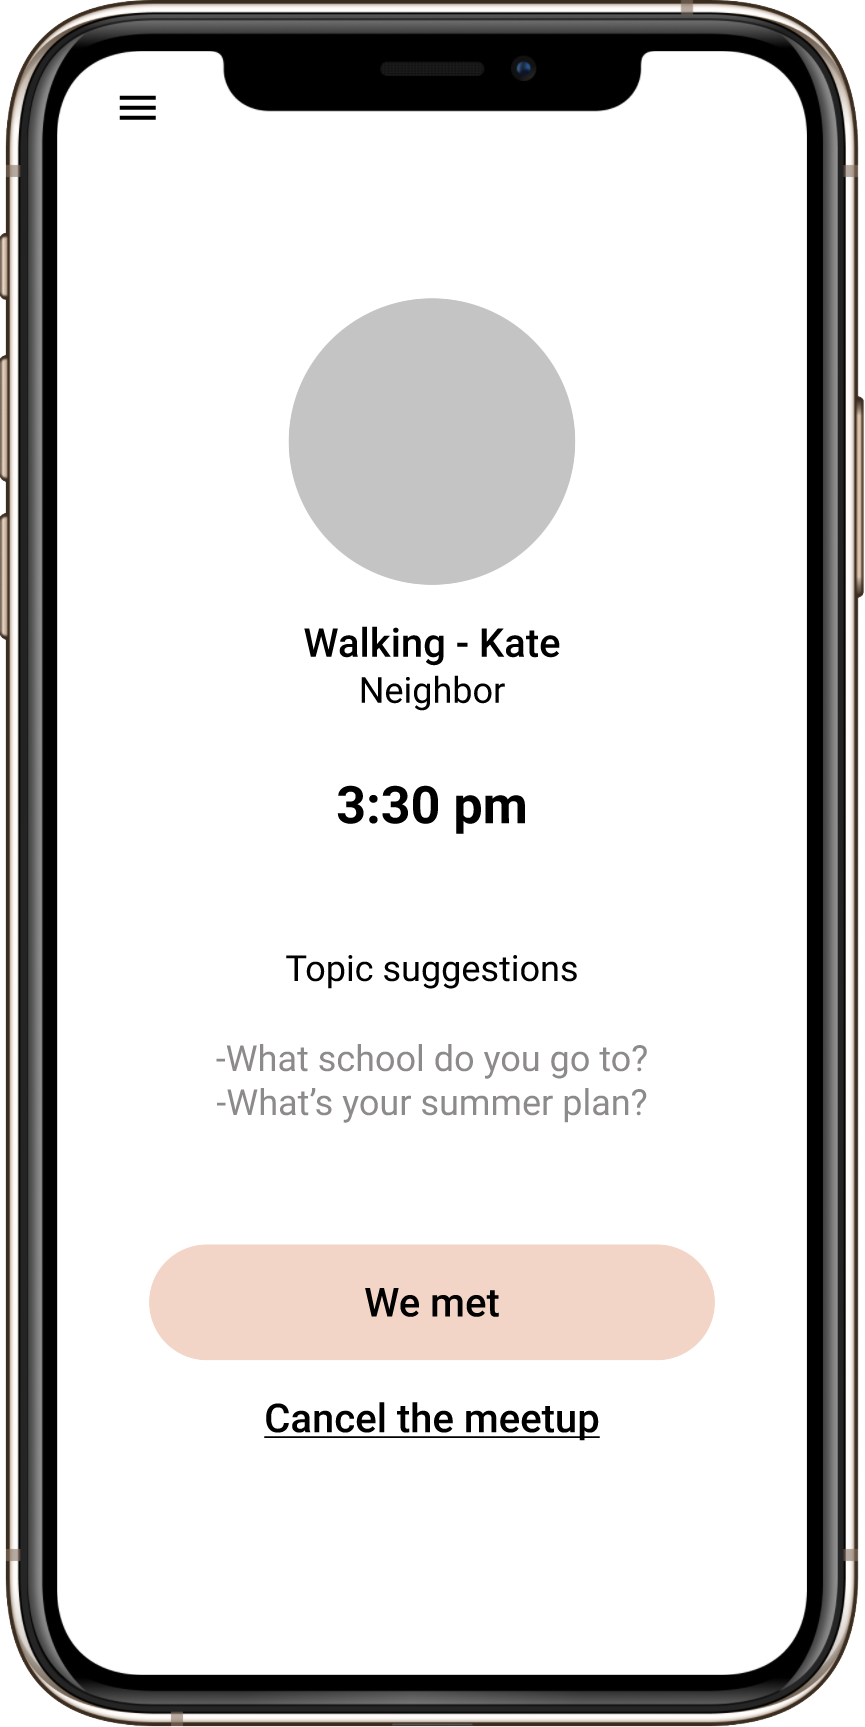 Walking - Kate
Neighbor
3:30 pm
Topic suggestions
-What school do you go to?
-What’s your summer plan?
We met
Cancel the meetup